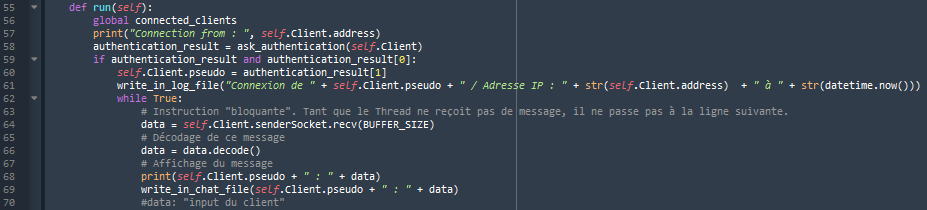 55 def run(self):
56 global connected_clients
57 print("Connection from : ", self.Client.address)
58 authentication_result = ask_authentication(self.Client)
59 if authentication_result and authentication_result[0]:
60 self.Client.pseudo = authentication_result[1]
61 write_in_log_file("Connexion de " + self.Client.pseudo + " / Adresse IP : " + str(self.Client.address)  + " à " + str(datetime.now()))
62 while True:
63 # Instruction "bloquante". Tant que le Thread ne reçoit pas de message, il ne passe pas à la ligne suivante.
64 data = self.Client.senderSocket.recv(BUFFER_SIZE)
65 # Décodage de ce message
66 data = data.decode()
67 # Affichage du message
68 print(self.Client.pseudo + " : " + data)
69 write_in_chat_file(self.Client.pseudo + " : " + data)
70 #data: "input du client"